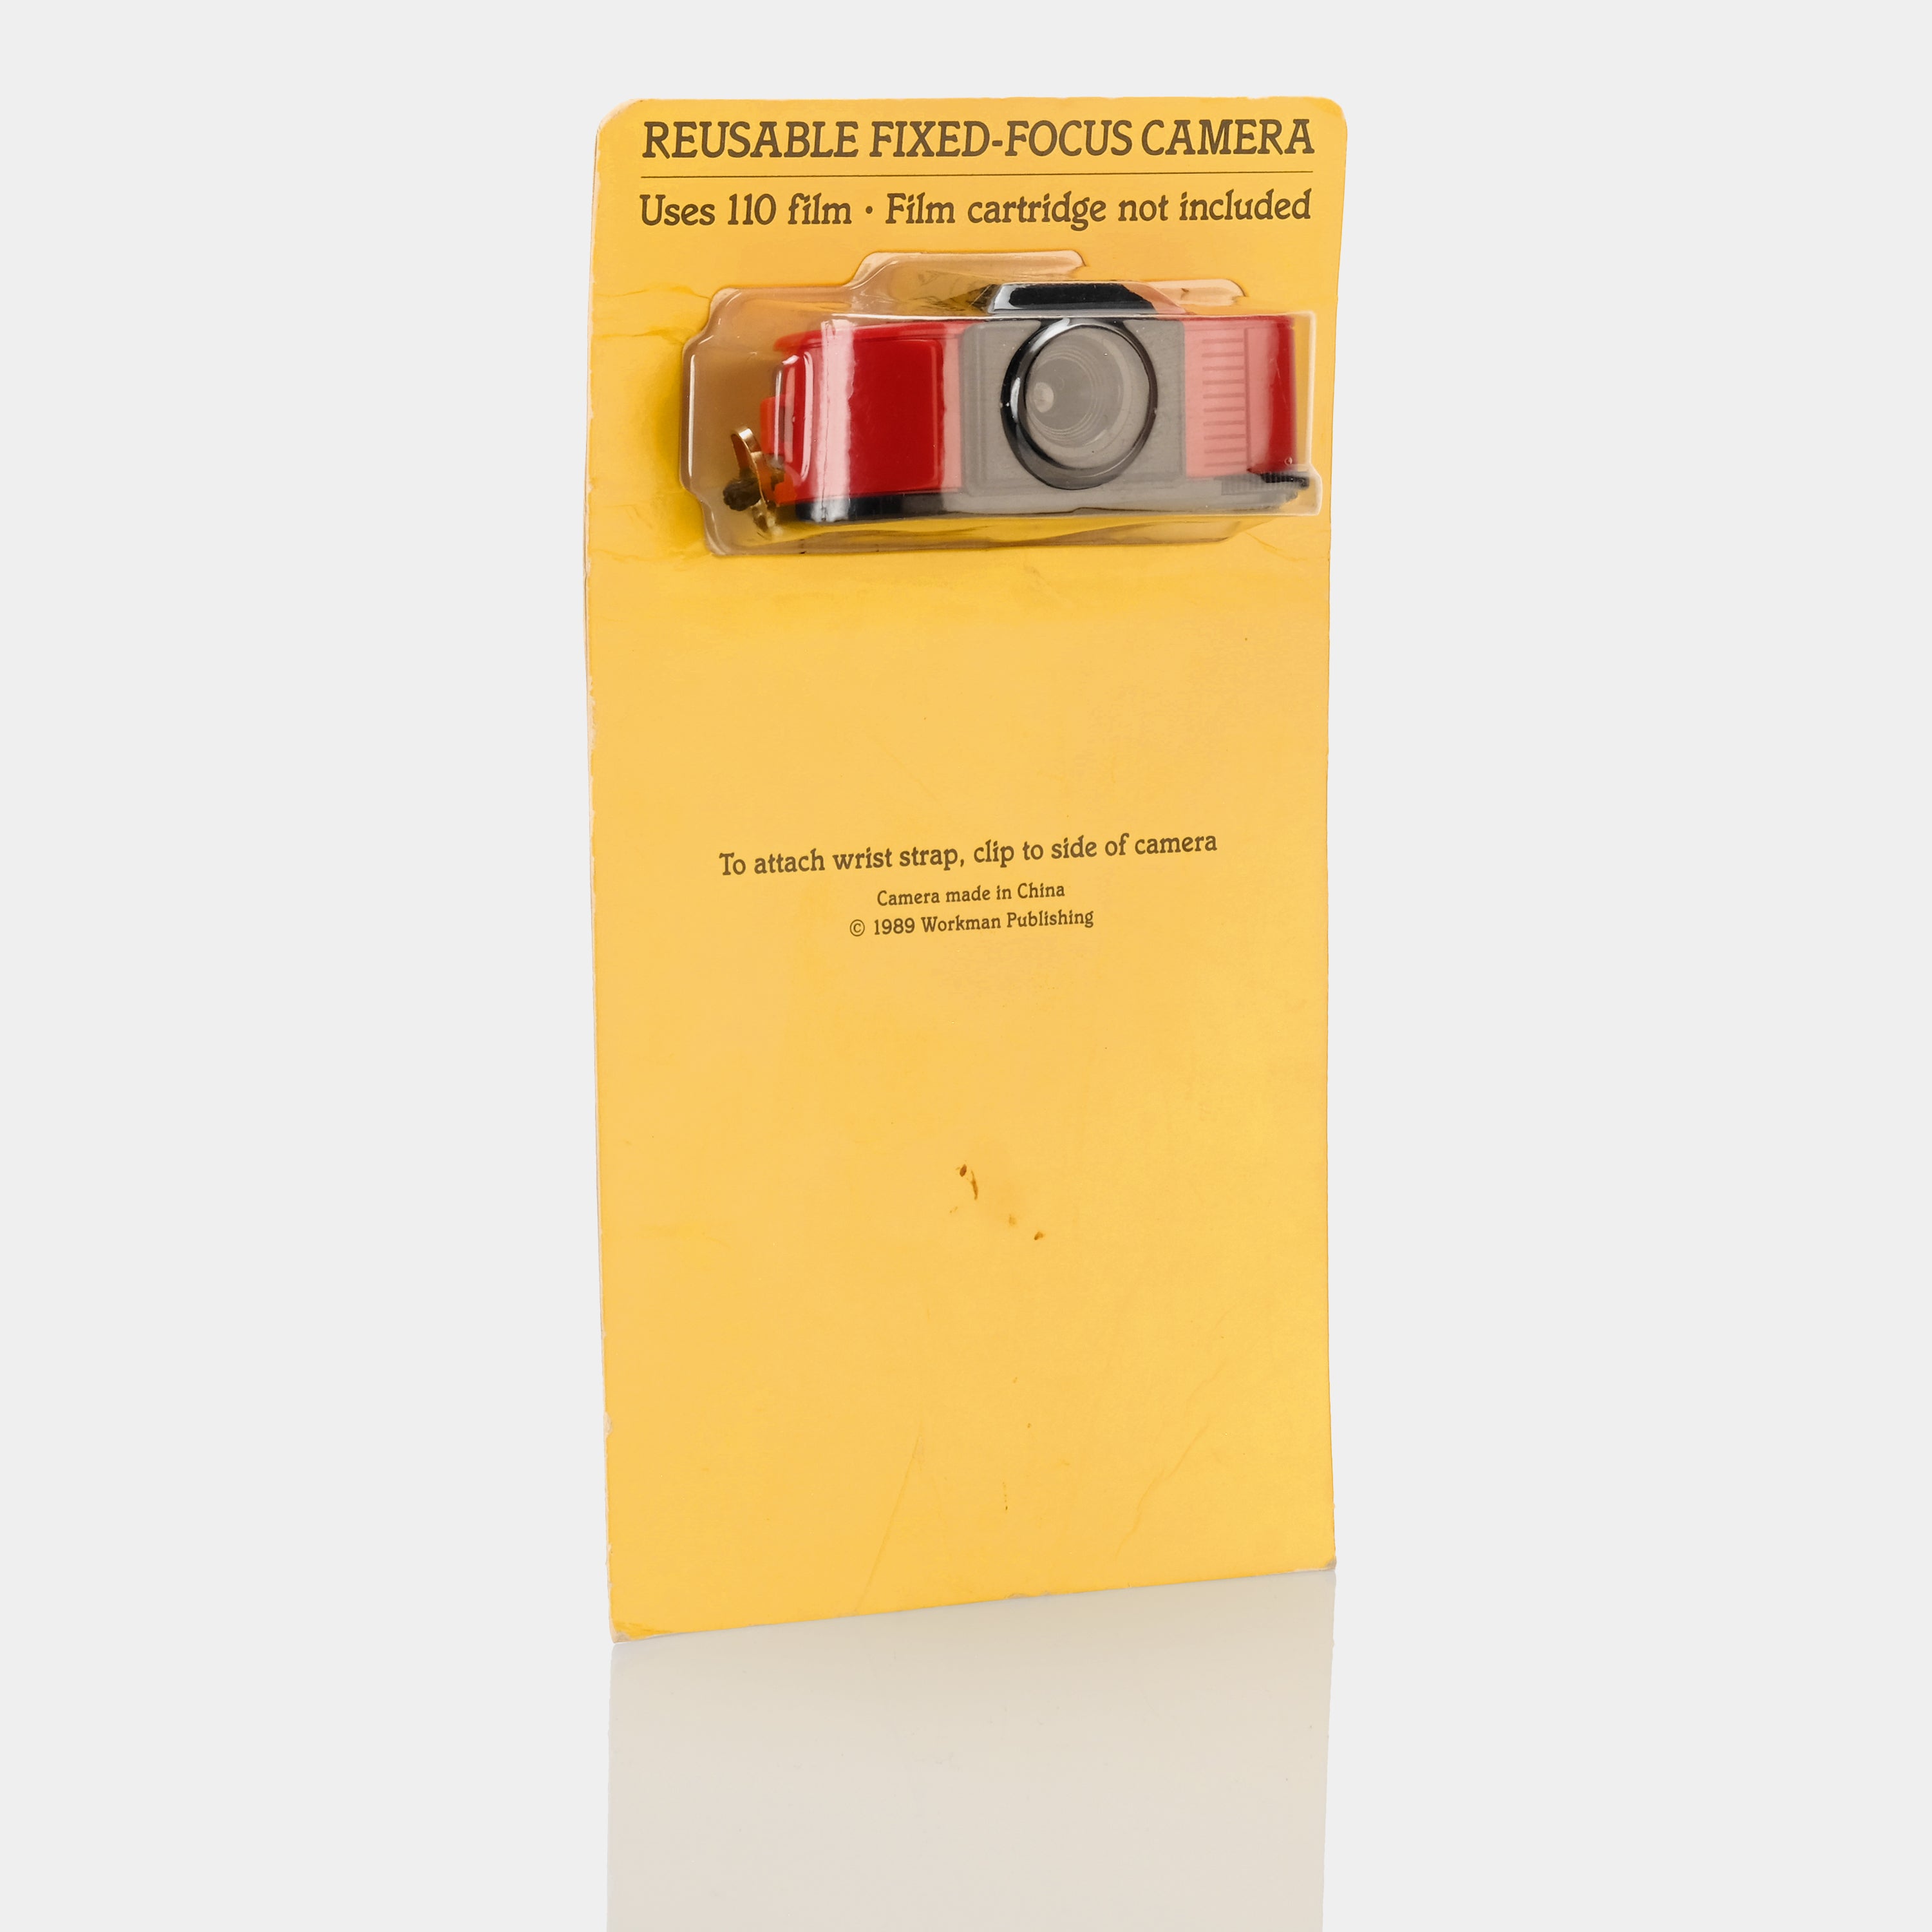 REUSABLE FIXED-FOCUS CAMERA
Uses 110 film • Film cartridge not included
To attach wrist strap, clip to side of camera
Camera made in China
© 1989 Workman Publishing